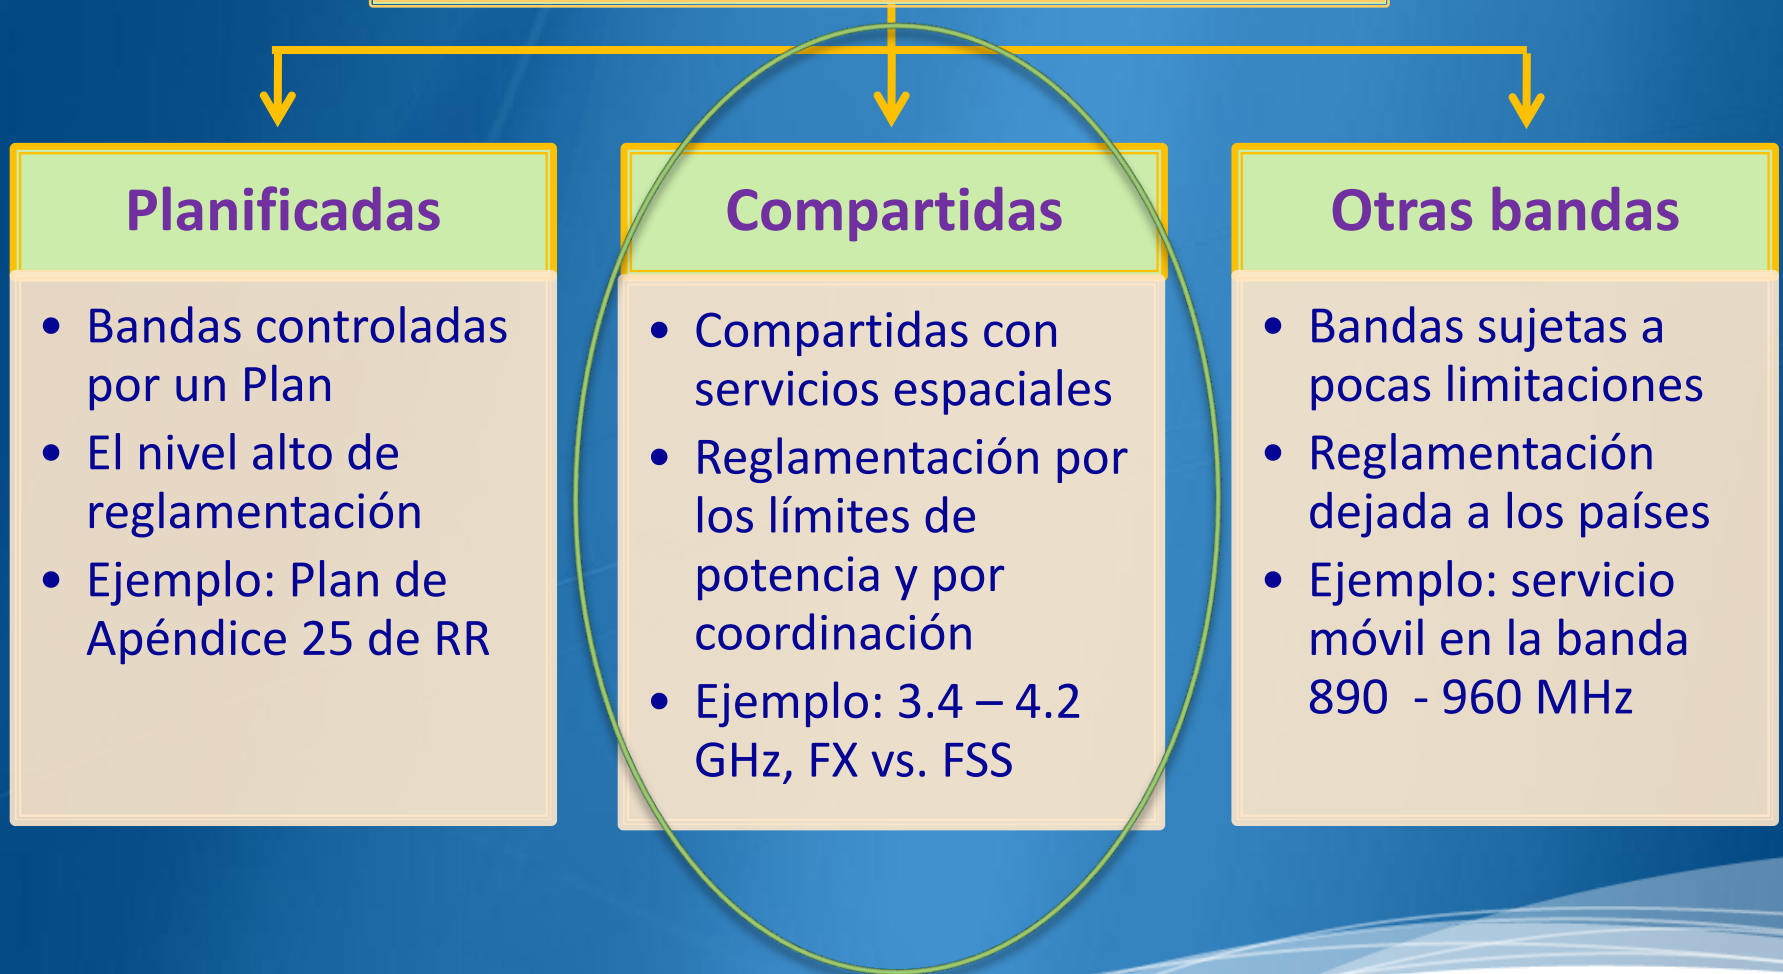 Planificadas
• Bandas controladas
por un Plan
• El nivel alto de
reglamentación
• Ejemplo: Plan de
Apéndice 25 de RR
Compartidas
• Compartidas con
servicios espaciales
• Reglamentación por
los límites de
potencia y por
coordinación
• Ejemplo: 3.4 – 4.2
GHz, FX vs. FSS
Otras bandas
• Bandas sujetas a
pocas limitaciones
• Reglamentación
dejada a los países
• Ejemplo: servicio
móvil en la banda
890  - 960 MHz